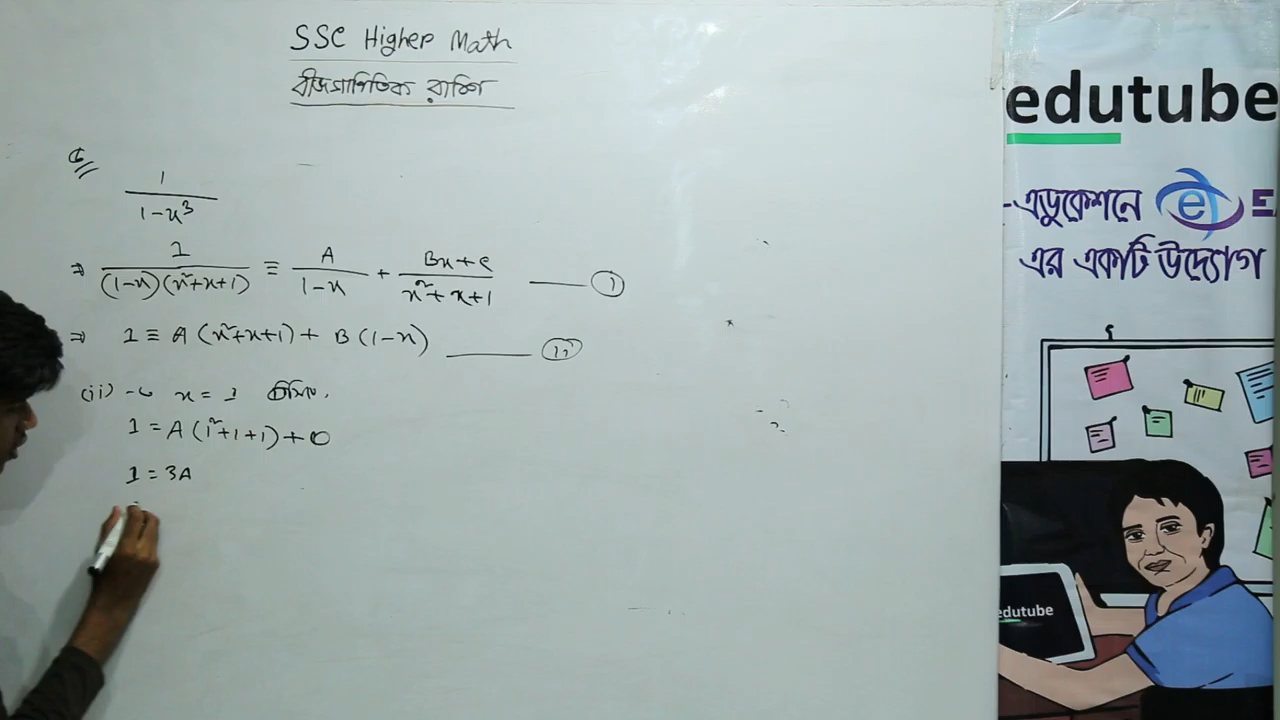 SSC Higher Math
বীজগাণিতিক রাশি
৫
1/(1-x³)
⇒ 1/((1-x)(x²+x+1)) ≡ A/(1-x) + (Bx+c)/(x²+x+1) —— (i)
⇒ 1 ≡ A(x²+x+1) + B(1-x) —— (ii)
(ii) -এ x = 1 বসিয়ে,
1 = A(1²+1+1)+0
1 = 3A
edutube
-এডুকেশনে e E
এর একটি উদ্যোগ
edutube